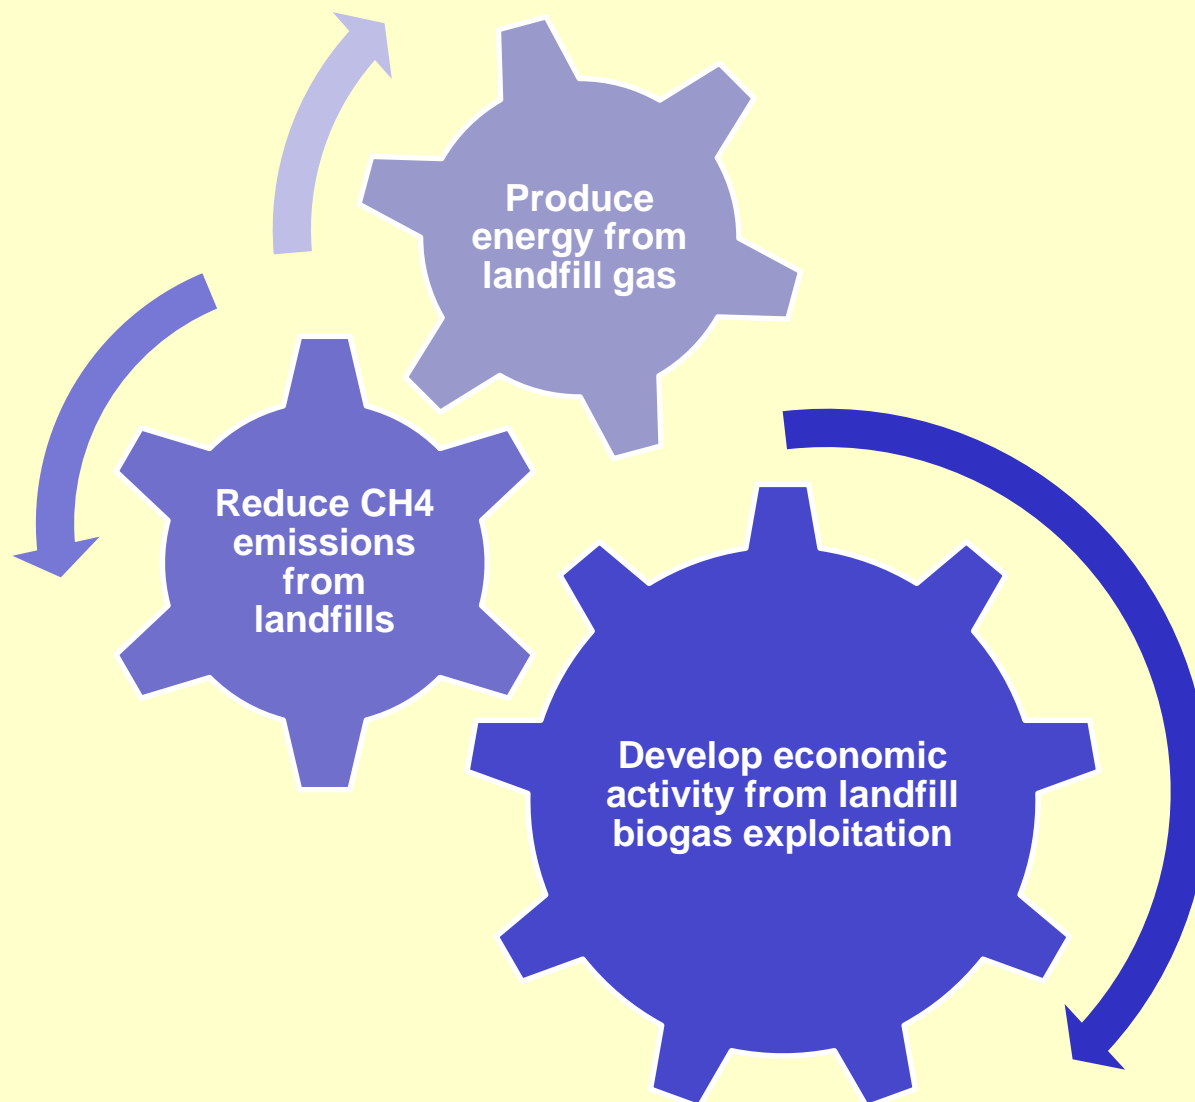 Produce
energy from
landfill gas
Reduce CH4
emissions
from
landfills
Develop economic
activity from landfill
biogas exploitation